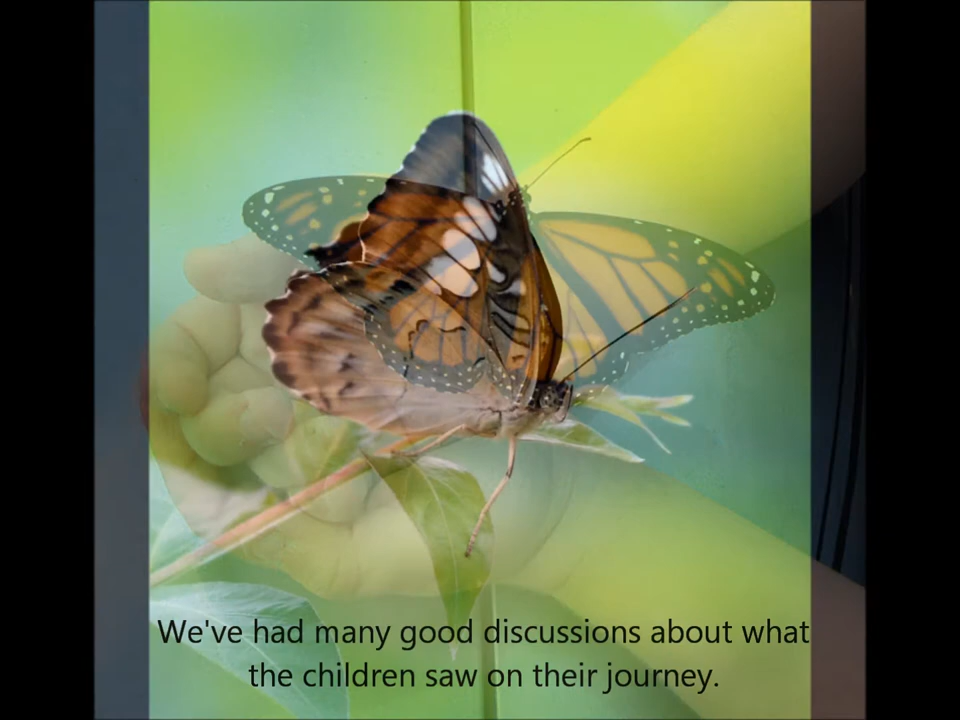 We've had many good discussions about what
the children saw on their journey.